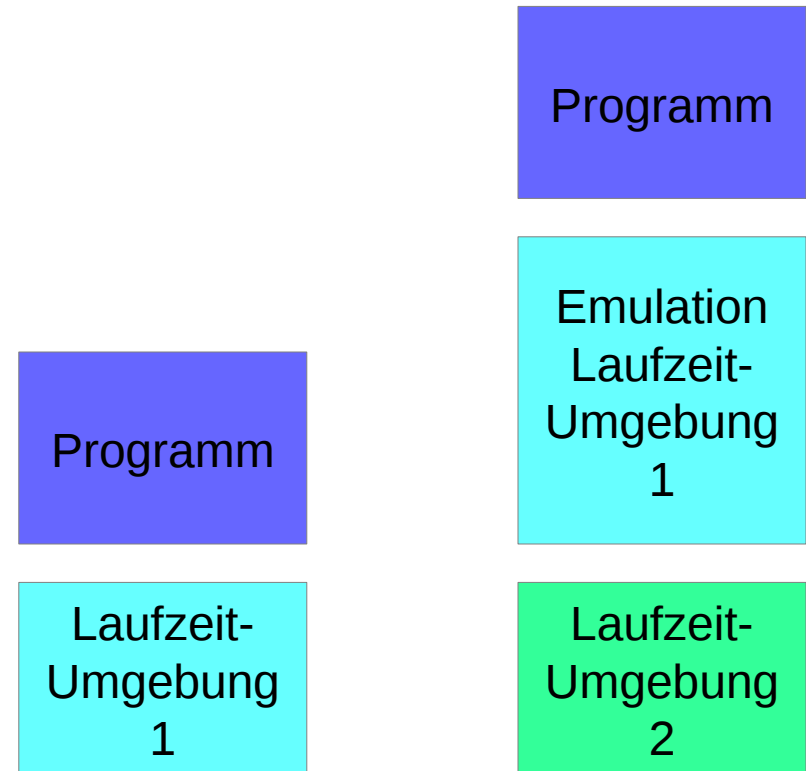 Programm
Emulation
Laufzeit-
Umgebung
1
Programm
Laufzeit-
Umgebung
1
Laufzeit-
Umgebung
2